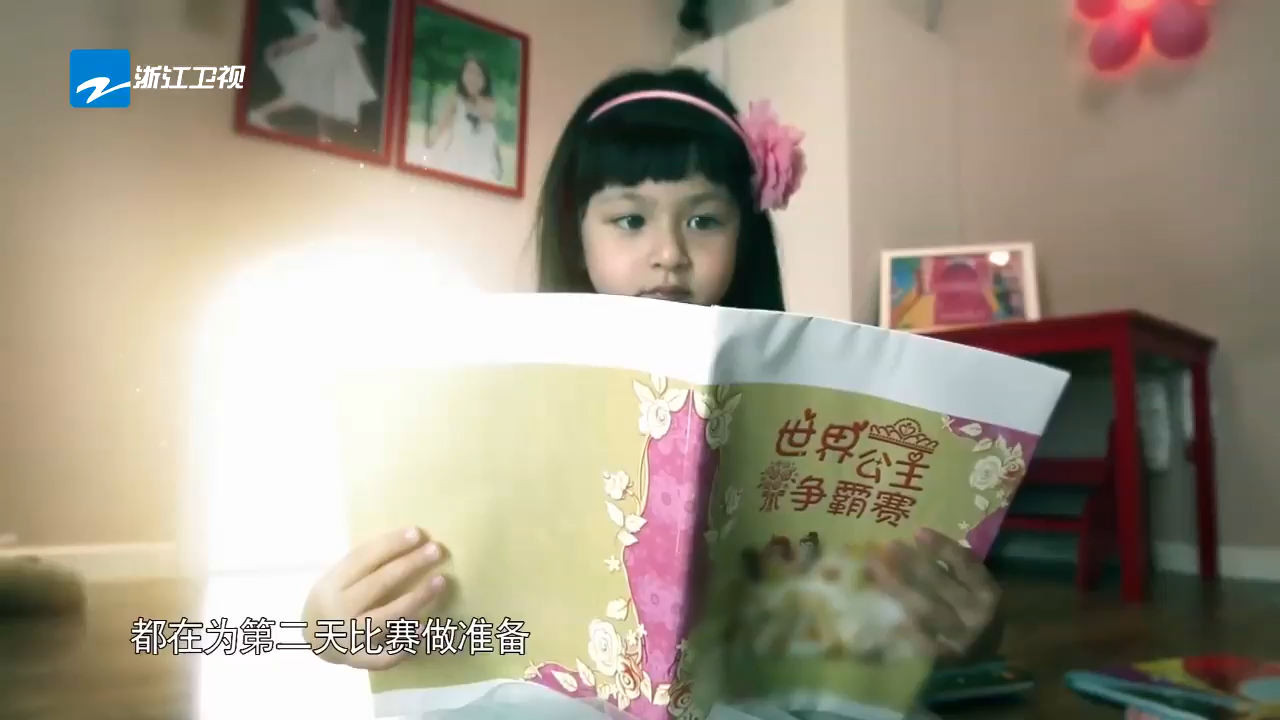 浙江卫视
世界
公主
争霸赛
都在为第二天比赛做准备